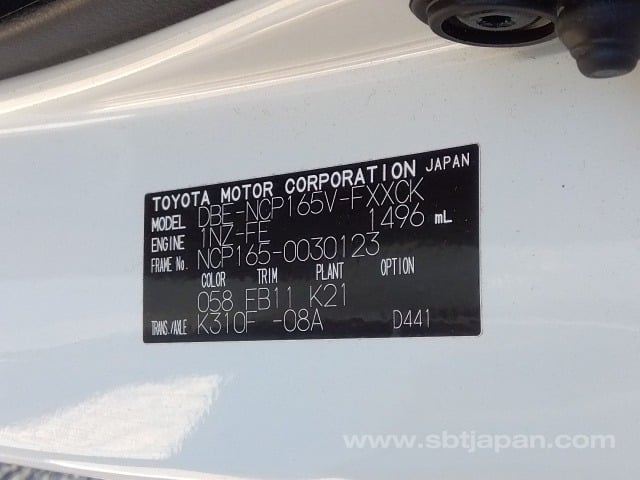 TOYOTA MOTOR CORPORATION JAPAN
MODEL DBE-NCP165V-FXXCK
ENGINE 1NZ-FE 1496 mL
FRAME No. NCP165-0030123
COLOR TRIM PLANT OPTION
058 FB11 K21
TRANS./AXLE K310F -08A D441
www.sbtjapan.com